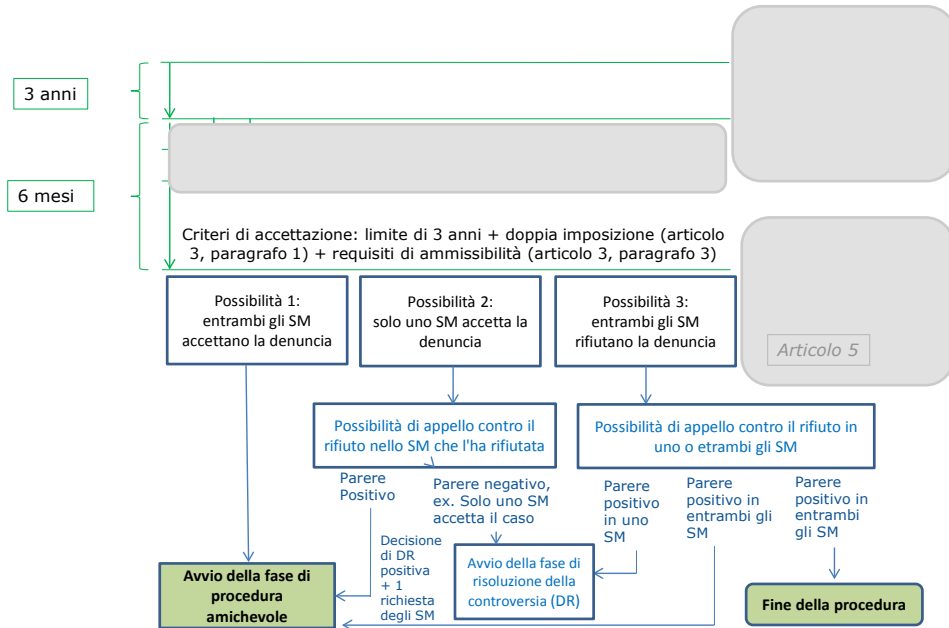 3 anni
6 mesi
Criteri di accettazione: limite di 3 anni + doppia imposizione (articolo
3, paragrafo 1) + requisiti di ammissibilità (articolo 3, paragrafo 3)
Possibilità 1:
entrambi gli SM
accettano la denuncia
Possibilità 2:
solo uno SM accetta la
denuncia
Possibilità 3:
entrambi gli SM
rifiutano la denuncia
Articolo 5
Possibilità di appello contro il
rifiuto nello SM che l'ha rifiutata
Possibilità di appello contro il rifiuto in
uno o etrambi gli SM
Parere
Positivo
Parere negativo,
ex. Solo uno SM
accetta il caso
Parere
positivo
in uno
SM
Parere
positivo in
entrambi gli
SM
Parere
positivo in
entrambi
gli SM
Decisione
di DR
positiva
+ 1
richiesta
degli SM
Avvio della fase di
procedura
amichevole
Avvio della fase di
risoluzione della
controversia (DR)
Fine della procedura